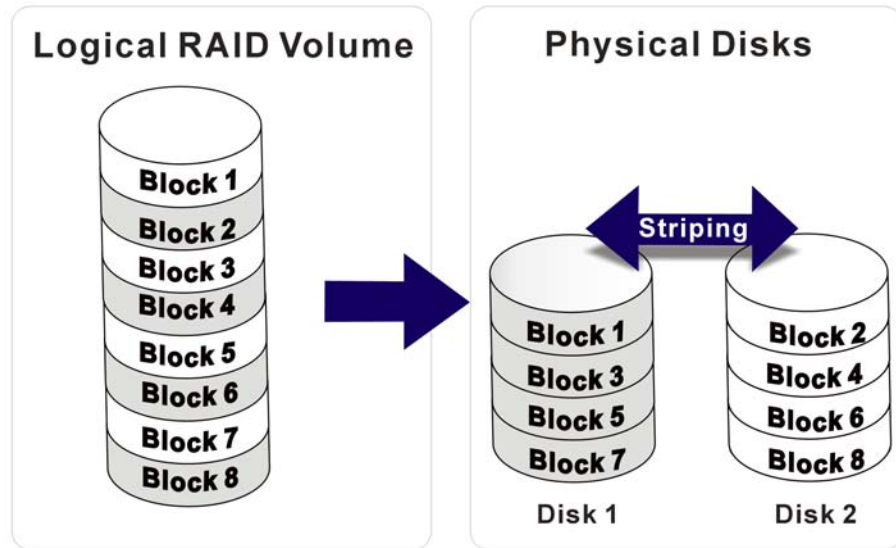 Logical RAID Volume
Block 1
Block 2
Block 3
Block 4
Block 5
Block 6
Block 7
Block 8
Physical Disks
Striping
Block 1
Block 3
Block 5
Block 7
Disk 1
Block 2
Block 4
Block 6
Block 8
Disk 2